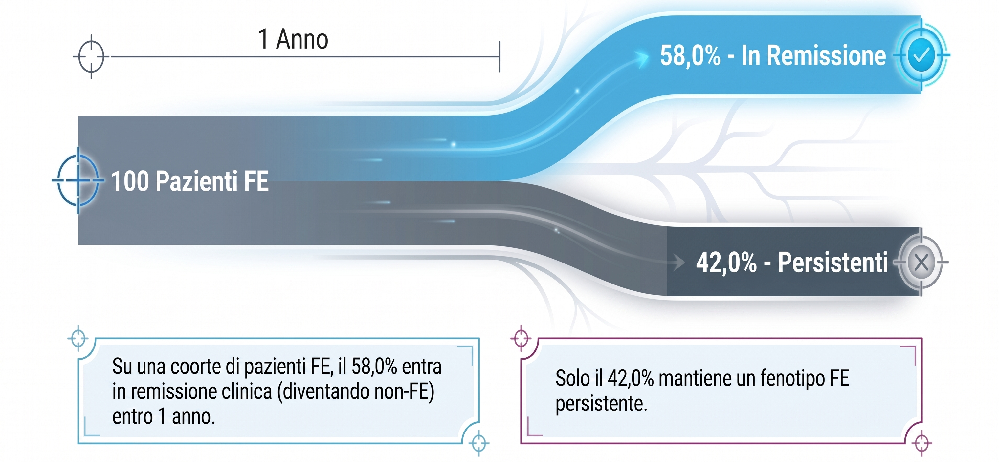 1 Anno
58,0% - In Remissione
100 Pazienti FE
42,0% - Persistenti
Su una coorte di pazienti FE, il 58,0% entra
in remissione clinica (diventando non-FE)
entro 1 anno.
Solo il 42,0% mantiene un fenotipo FE
persistente.